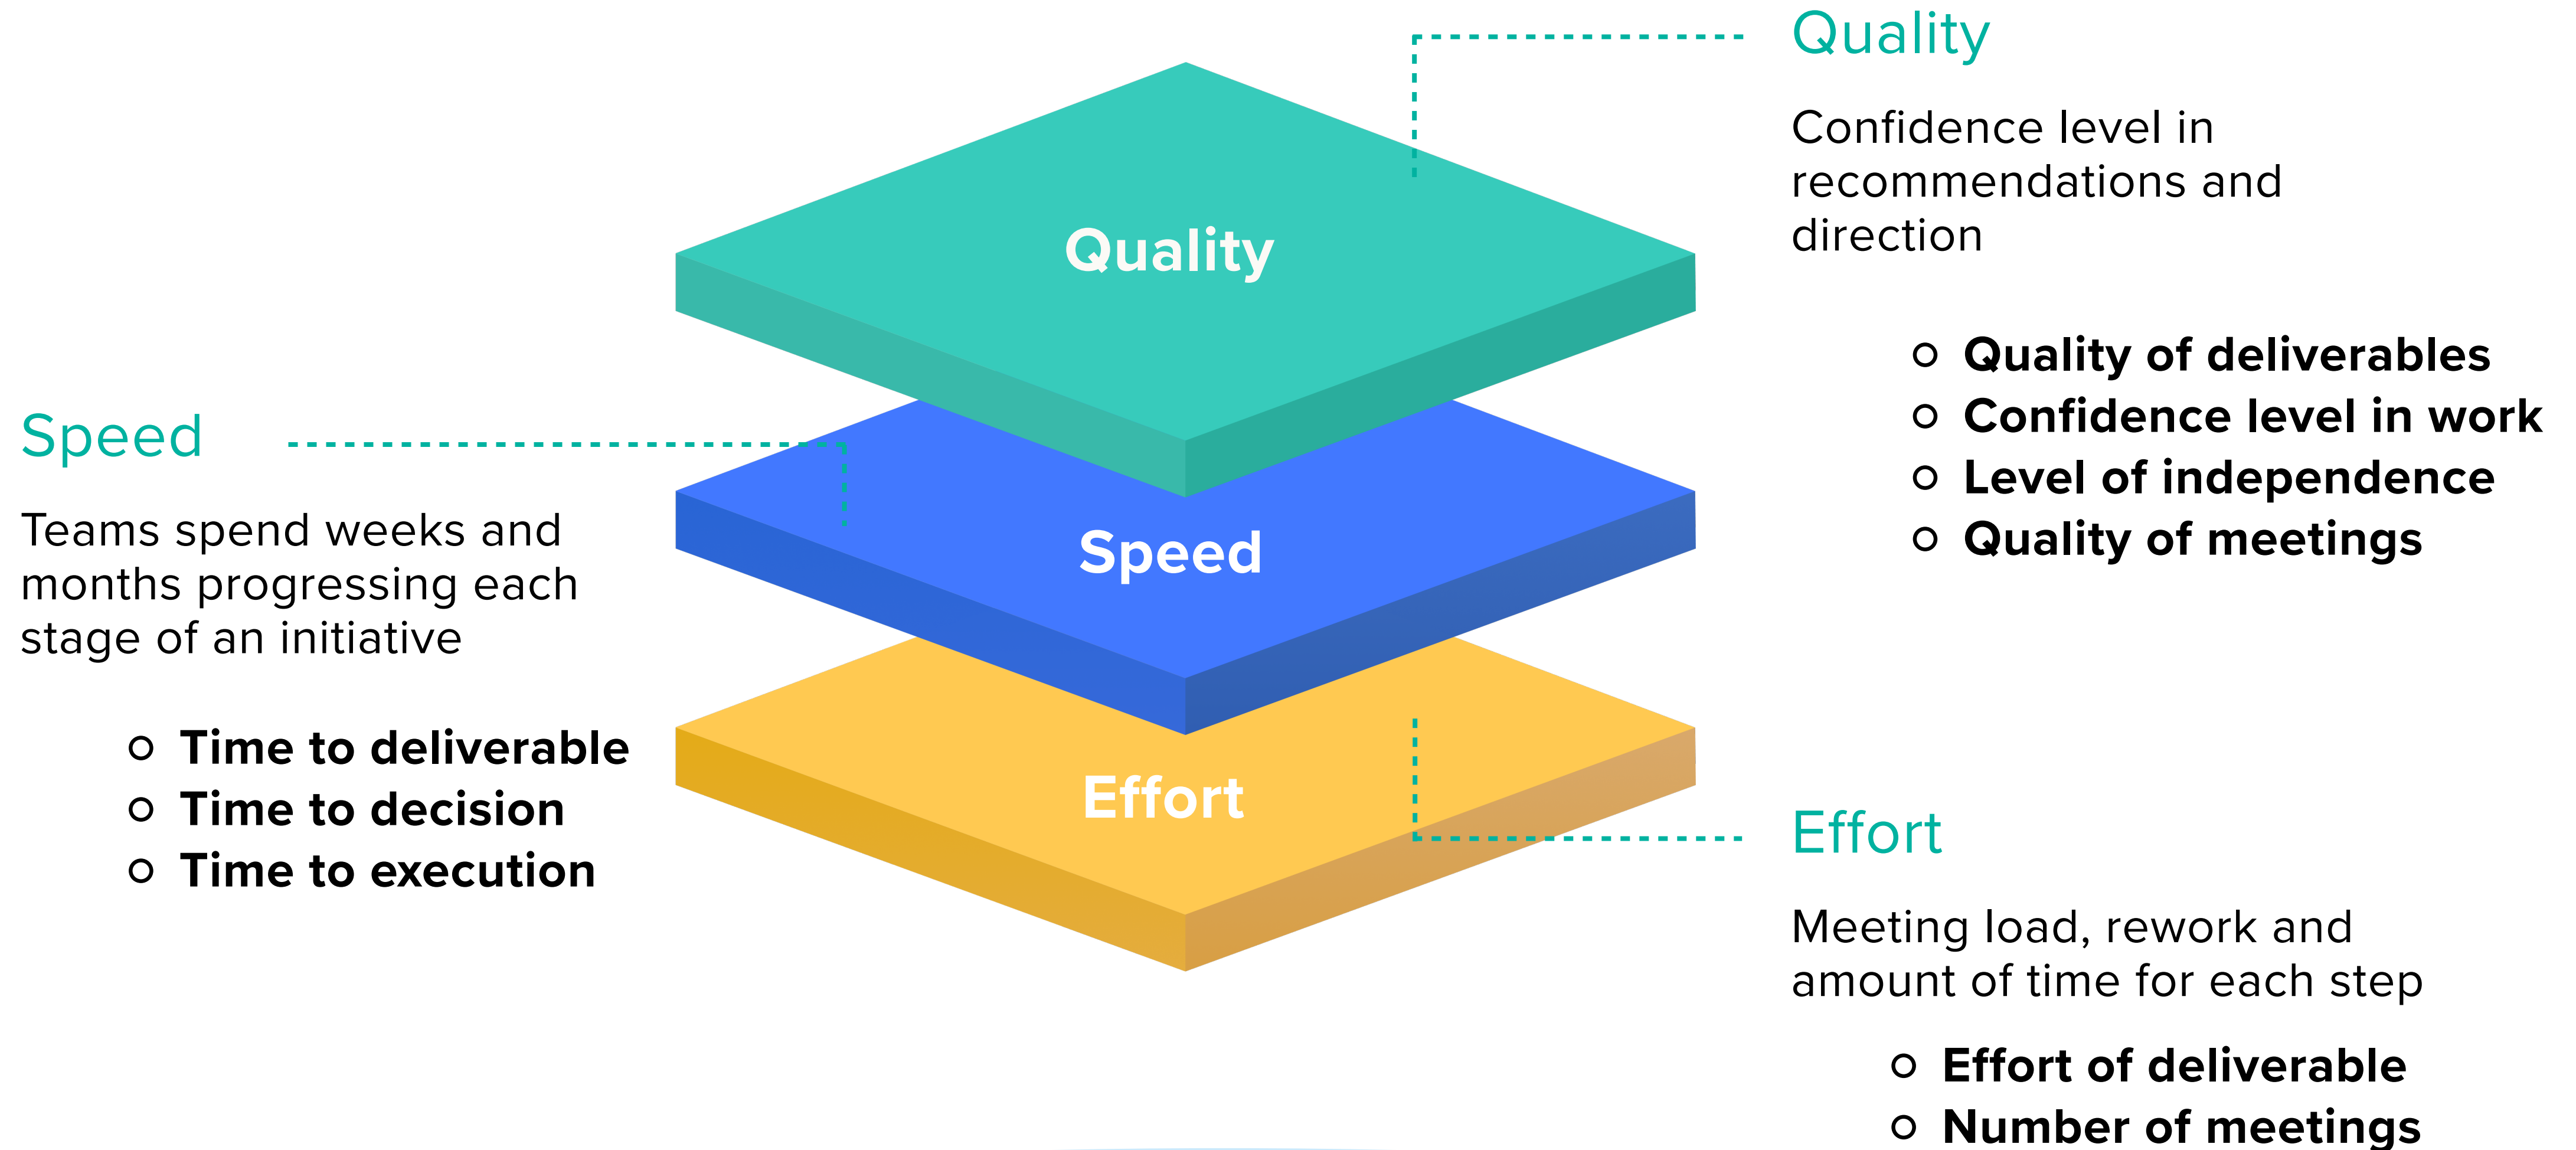 Quality
Confidence level in
recommendations and
direction
Quality of deliverables
Confidence level in work
Level of independence
Quality of meetings
Quality
Speed
Effort
Speed
Teams spend weeks and
months progressing each
stage of an initiative
Time to deliverable
Time to decision
Time to execution
Effort
Meeting load, rework and
amount of time for each step
Effort of deliverable
Number of meetings